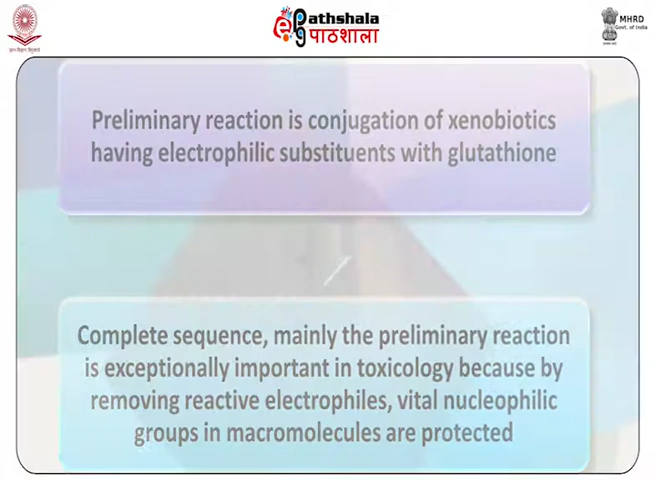 ePathshala
पाठशाला
MHRD
Govt. of India
Preliminary reaction is conjugation of xenobiotics
having electrophilic substituents with glutathione
Complete sequence, mainly the preliminary reaction
is exceptionally important in toxicology because by
removing reactive electrophiles, vital nucleophilic
groups in macromolecules are protected